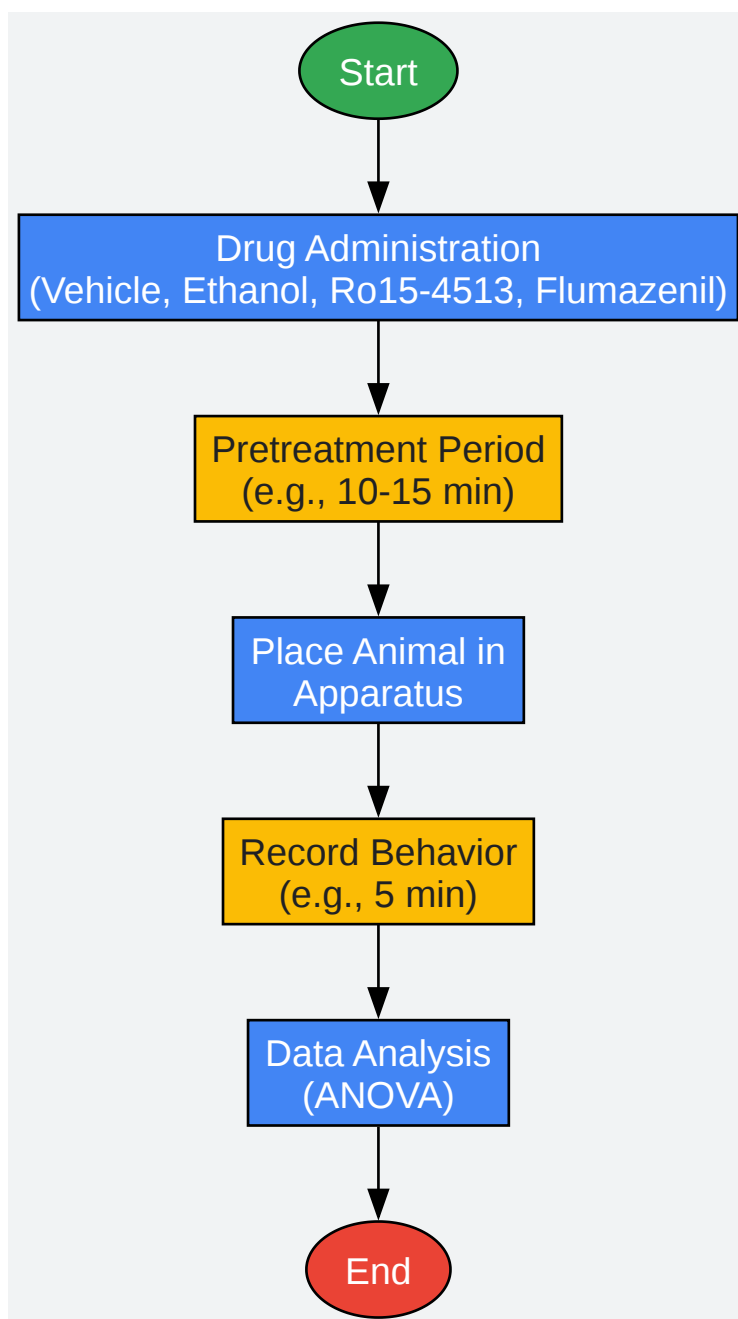 Start
Drug Administration
(Vehicle, Ethanol, Ro15-4513, Flumazenil)
Pretreatment Period
(e.g., 10-15 min)
Place Animal in
Apparatus
Record Behavior
(e.g., 5 min)
Data Analysis
(ANOVA)
End